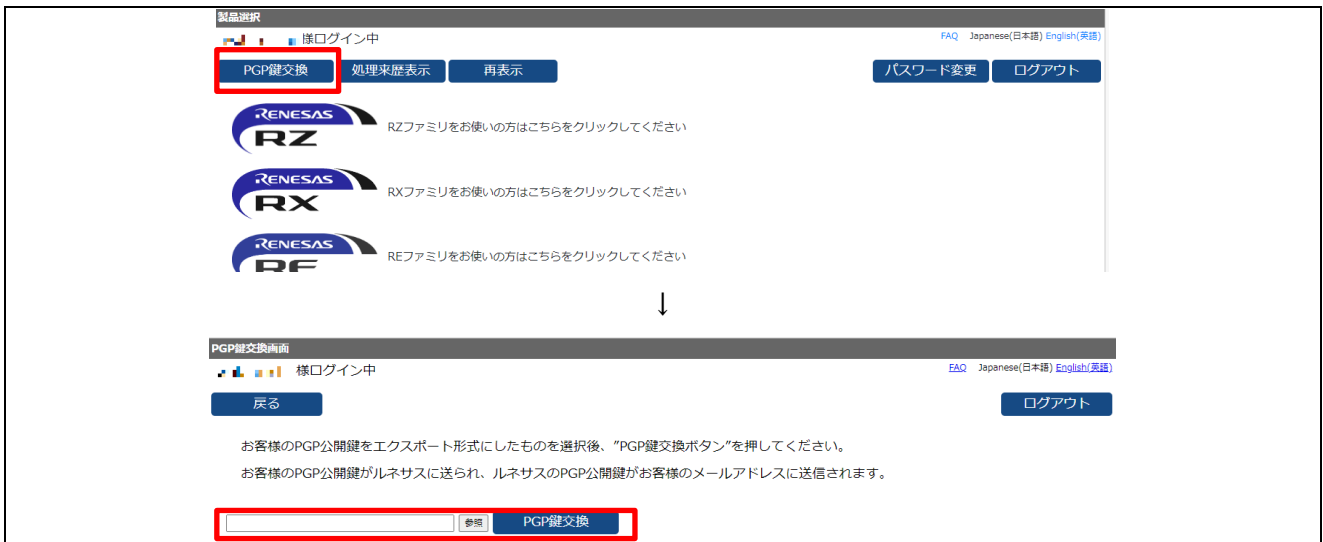 製品選択
様ログイン中
FAQ Japanese(日本語) English(英語)
PGP鍵交換 処理来歴表示 再表示 パスワード変更 ログアウト
RENESAS
RZ
RZファミリをお使いの方はこちらをクリックしてください
RENESAS
RX
RXファミリをお使いの方はこちらをクリックしてください
RENESAS
RE
REファミリをお使いの方はこちらをクリックしてください
↓
PGP鍵交換画面
様ログイン中
FAQ Japanese(日本語) English(英語)
戻る ログアウト
お客様のPGP公開鍵をエクスポート形式にしたものを選択後、”PGP鍵交換ボタン”を押してください。
お客様のPGP公開鍵がルネサスに送られ、ルネサスのPGP公開鍵がお客様のメールアドレスに送信されます。
参照 PGP鍵交換